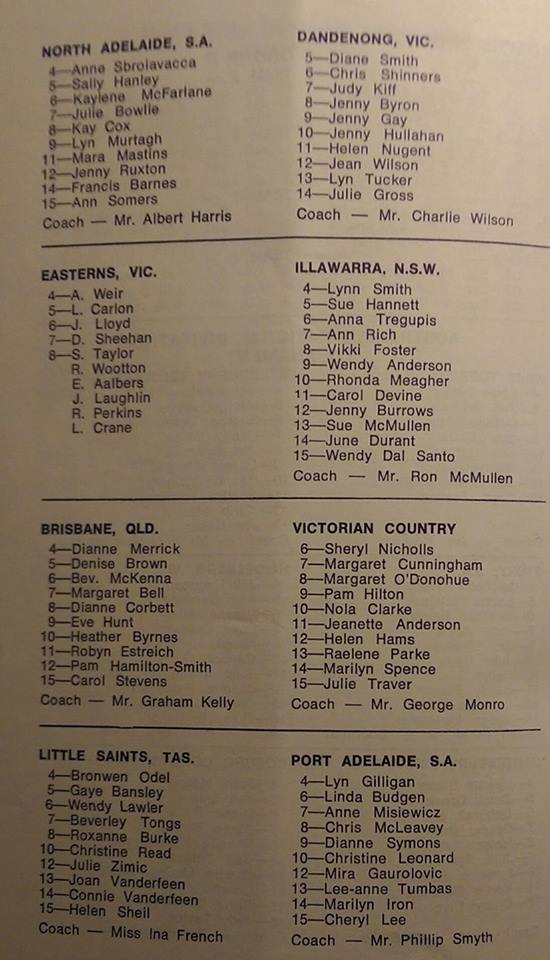 NORTH ADELAIDE, S.A.
4—Anne Sbrolavacca
5—Sally Hanley
6—Kaylene McFarlane
7—Julie Bowlie
8—Kay Cox
9—Lyn Murtagh
11—Mara Mastins
12—Jenny Ruxton
14—Francis Barnes
15—Ann Somers
Coach — Mr. Albert Harris
DANDENONG, VIC.
5—Diane Smith
6—Chris Shinners
7—Judy Kiff
8—Jenny Byron
9—Jenny Gay
10—Jenny Hullahan
11—Helen Nugent
12—Jean Wilson
13—Lyn Tucker
14—Julie Gross
Coach — Mr. Charlie Wilson
EASTERNS, VIC.
4—A. Weir
5—L. Carlon
6—J. Lloyd
7—D. Sheehan
8—S. Taylor
R. Wootton
E. Aalbers
J. Laughlin
R. Perkins
L. Crane
ILLAWARRA, N.S.W.
4—Lynn Smith
5—Sue Hannett
6—Anna Tregupis
7—Ann Rich
8—Vikki Foster
9—Wendy Anderson
10—Rhonda Meagher
11—Carol Devine
12—Jenny Burrows
13—Sue McMullen
14—June Durant
15—Wendy Dal Santo
Coach — Mr. Ron McMullen
BRISBANE, QLD.
4—Dianne Merrick
5—Denise Brown
6—Bev. McKenna
7—Margaret Bell
8—Dianne Corbett
9—Eve Hunt
10—Heather Byrnes
11—Robyn Estreich
12—Pam Hamilton-Smith
15—Carol Stevens
Coach — Mr. Graham Kelly
VICTORIAN COUNTRY
6—Sheryl Nicholls
7—Margaret Cunningham
8—Margaret O'Donohue
9—Pam Hilton
10—Nola Clarke
11—Jeanette Anderson
12—Helen Hams
13—Raelene Parke
14—Marilyn Spence
15—Julie Traver
Coach — Mr. George Monro
LITTLE SAINTS, TAS.
4—Bronwen Odel
5—Gaye Bansley
6—Wendy Lawler
7—Beverley Tongs
8—Roxanne Burke
10—Christine Read
12—Julie Zimic
13—Joan Vanderfeen
14—Connie Vanderfeen
15—Helen Sheil
Coach — Miss Ina French
PORT ADELAIDE, S.A.
4—Lyn Gilligan
6—Linda Budgen
7—Anne Misiewicz
8—Chris McLeavey
9—Dianne Symons
10—Christine Leonard
12—Mira Gaurolovic
13—Lee-anne Tumbas
14—Marilyn Iron
15—Cheryl Lee
Coach — Mr. Phillip Smyth